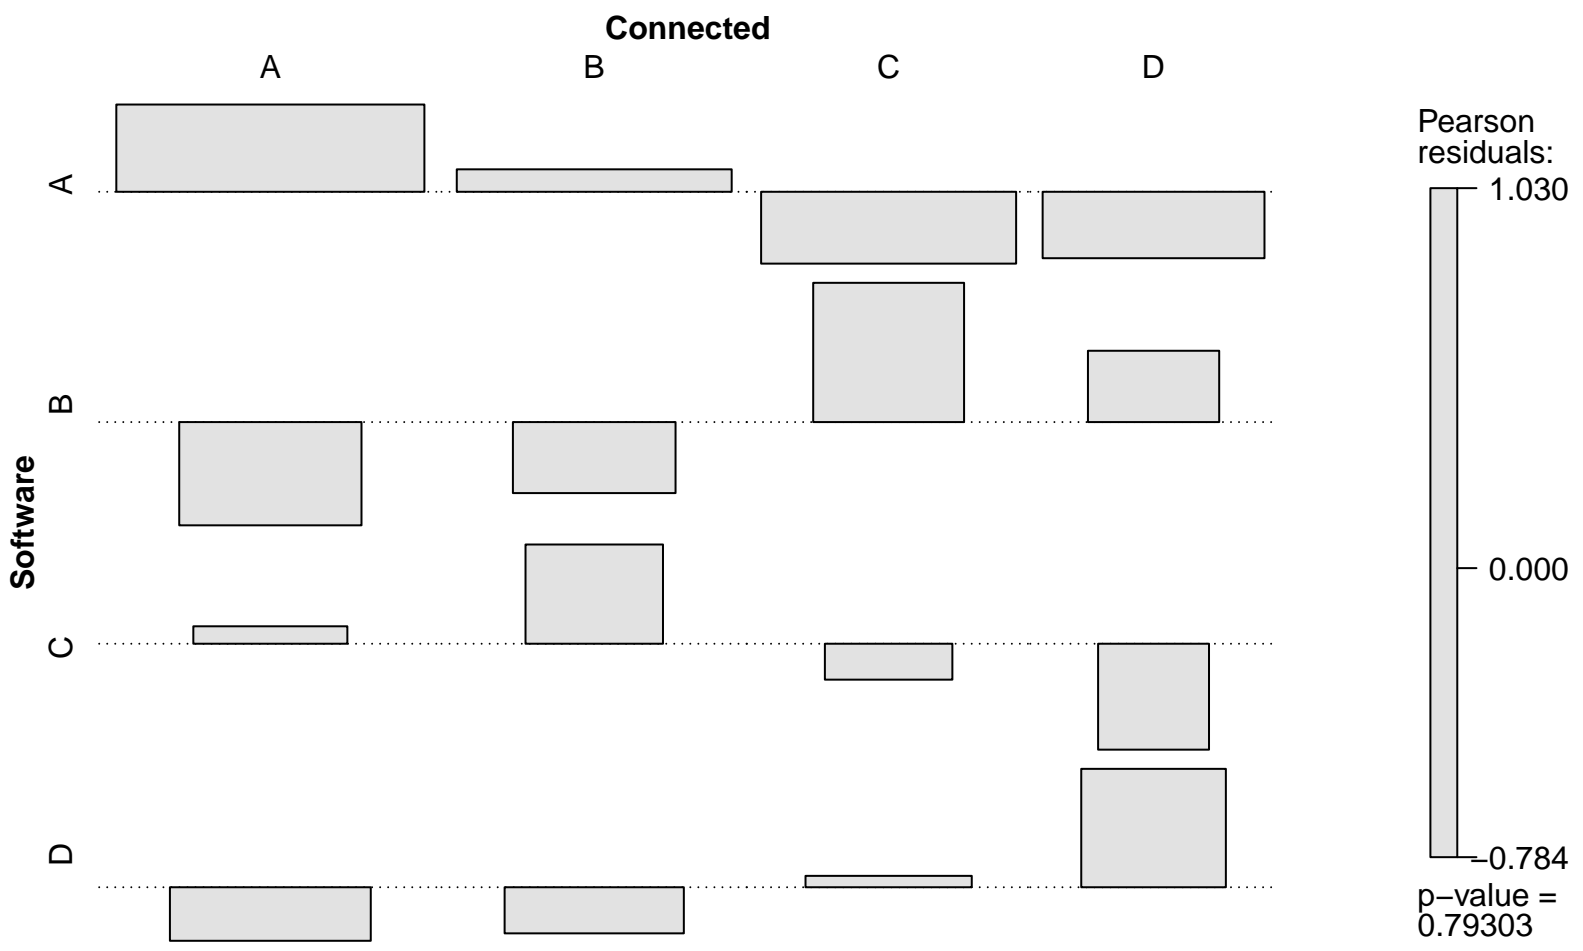 Connected
A B C D
Pearson
residuals:
A
1.030
B
Software
0.000
C
D
−0.784
p−value =
0.79303